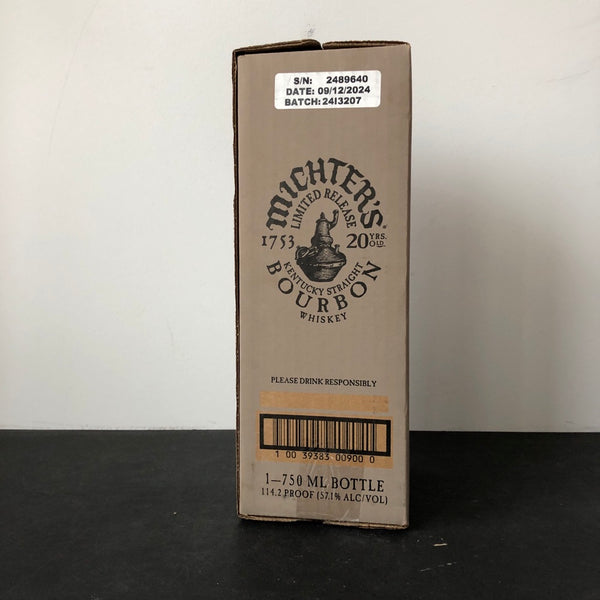 S/N: 2489640
DATE: 09/12/2024
BATCH: 24I3207
MICHTER'S
LIMITED RELEASE
1753 20 YRS. OLD.
KENTUCKY STRAIGHT
BOURBON
WHISKEY
PLEASE DRINK RESPONSIBLY
1 00 39383 00900 0
1—750 ML BOTTLE
114.2 PROOF (57.1% ALC/VOL)